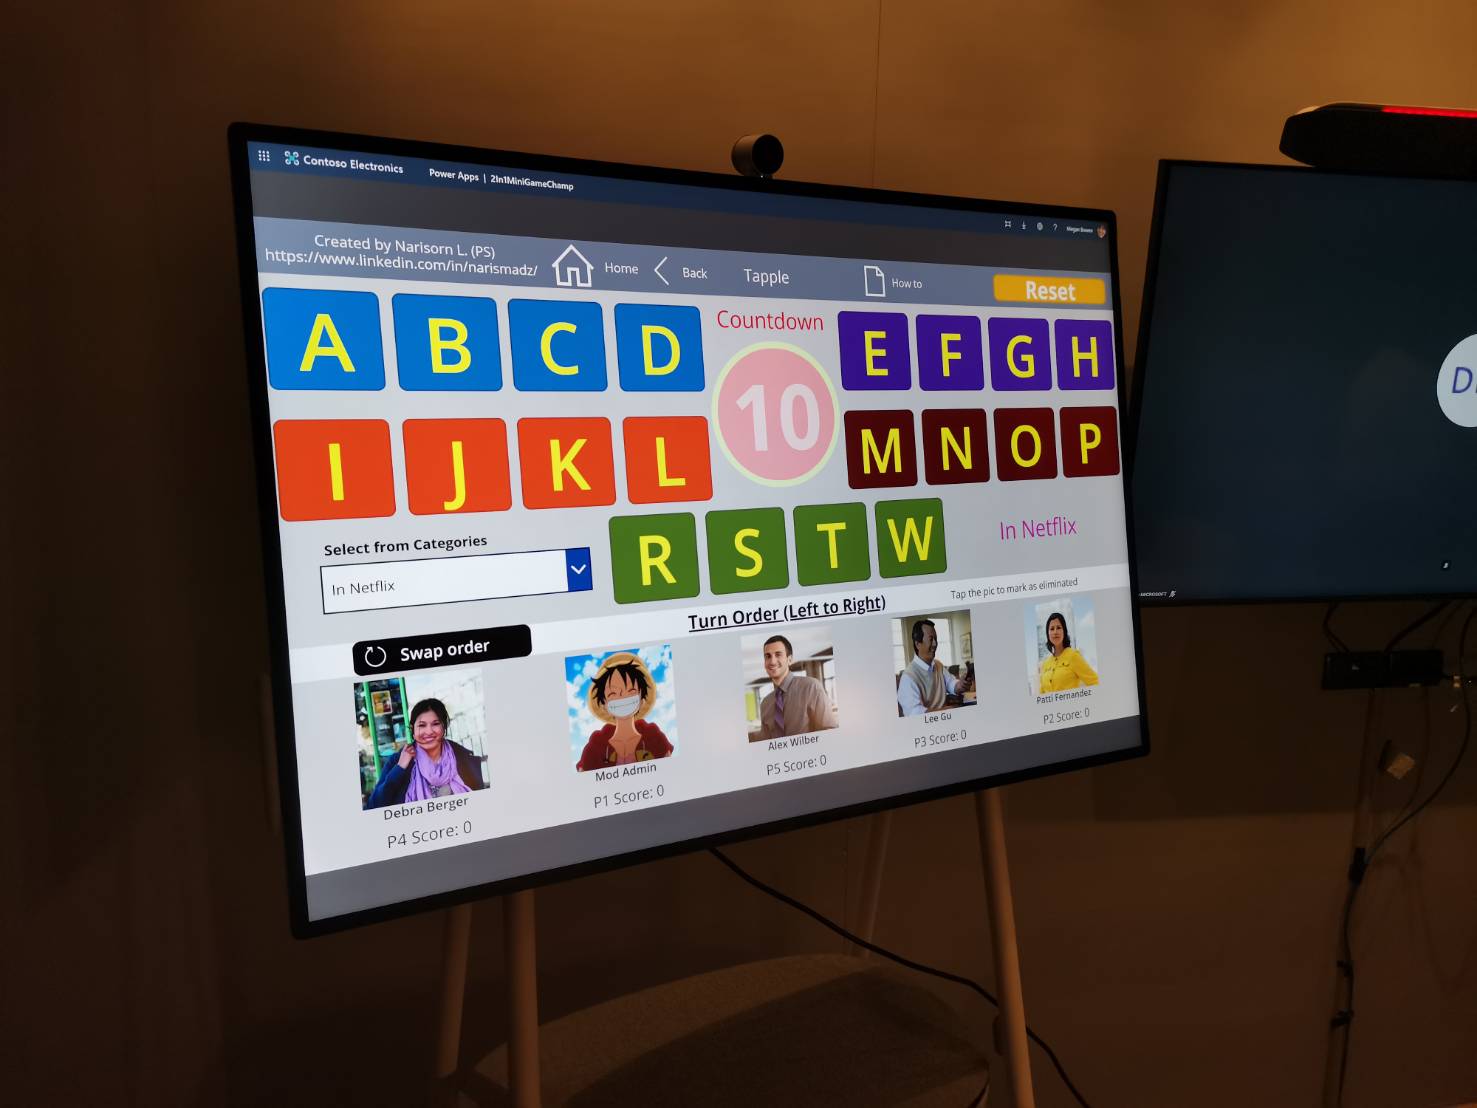 Contoso Electronics
Power Apps | 2In1MiniGameChamp
?
Megan Bowen
Created by Narisorn L. (PS)
https://www.linkedin.com/in/narismadz/
Home
Back
Tapple
How to
Reset
A B C D
Countdown
10
E F G H
I J K L
M N O P
Select from Categories
In Netflix
R S T W
In Netflix
Tap the pic to mark as eliminated
Turn Order (Left to Right)
Swap order
Debra Berger
P4 Score: 0
Mod Admin
P1 Score: 0
Alex Wilber
P5 Score: 0
Lee Gu
P3 Score: 0
Patti Fernandez
P2 Score: 0
MICROSOFT